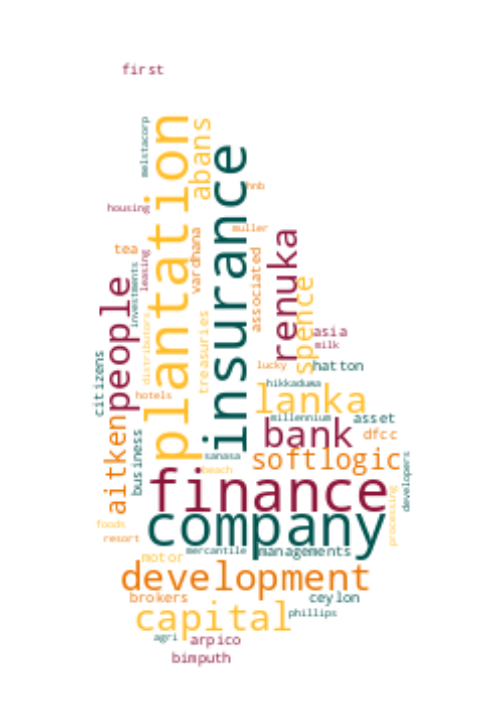 first
melstacorp
plantation
abans
insurance
hnb
housing
muller
tea
vardhana
renuka
leasing
associated
investments
people
spence
asia
milk
distributors
treasuries
citizens
lucky
hatton
hikkaduwa
hotels
lanka
aitken
millennium
asset
business
bank
dfcc
sanasa
softlogic
beach
developers
finance
processing
foods
company
resort
mercantile
managements
motor
development
brokers
ceylon
capital
phillips
agri
arpico
bimputh